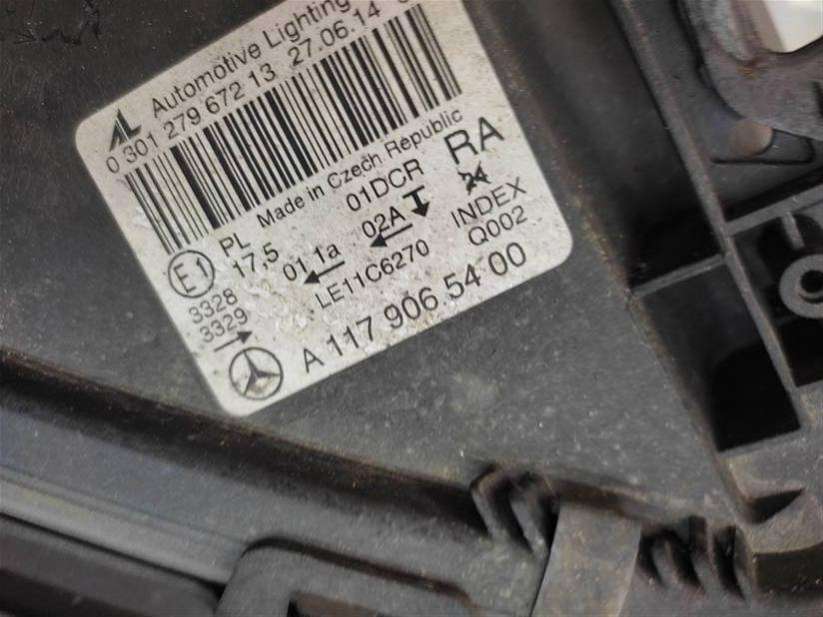 AL Automotive Lighting
0 301 279 672 13 27.06.14
Made in Czech Republic
RA
E1
PL
17,5
01 1a
01DCR
02A
INDEX
Q002
LE11C6270
3328
3329
A 117 906 54 00